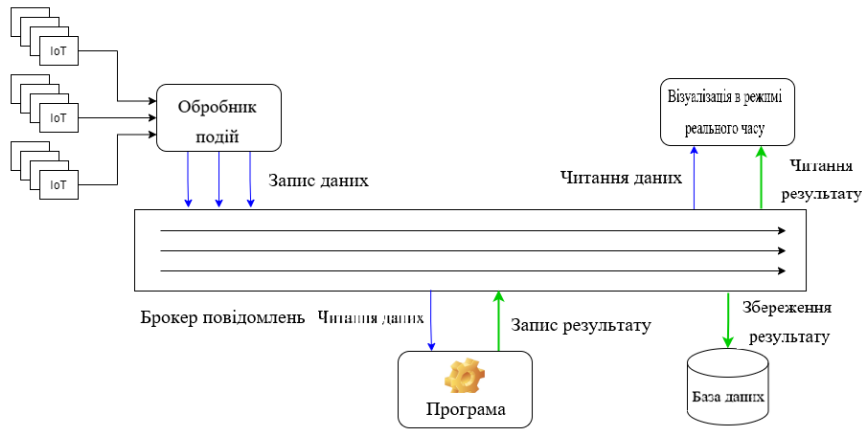 IoT
IoT
IoT
Обробник
подій
Візуалізація в режимі
реального часу
Запис даних
Читання даних
Читання
результату
Брокер повідомлень
Читання даних
Запис результату
Збереження
результату
Програма
База даних